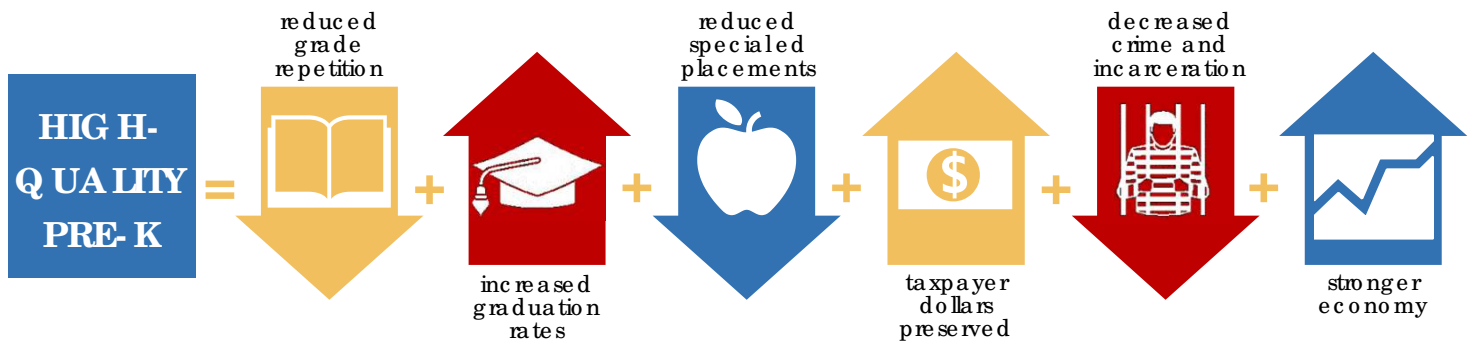 HIGH-
QUALITY
PRE-K
=
reduced
grade
repetition
+
increased
graduation
rates
+
reduced
specialed
placements
+
$
taxpayer
dollars
preserved
+
decreased
crime and
incarceration
+
stronger
economy